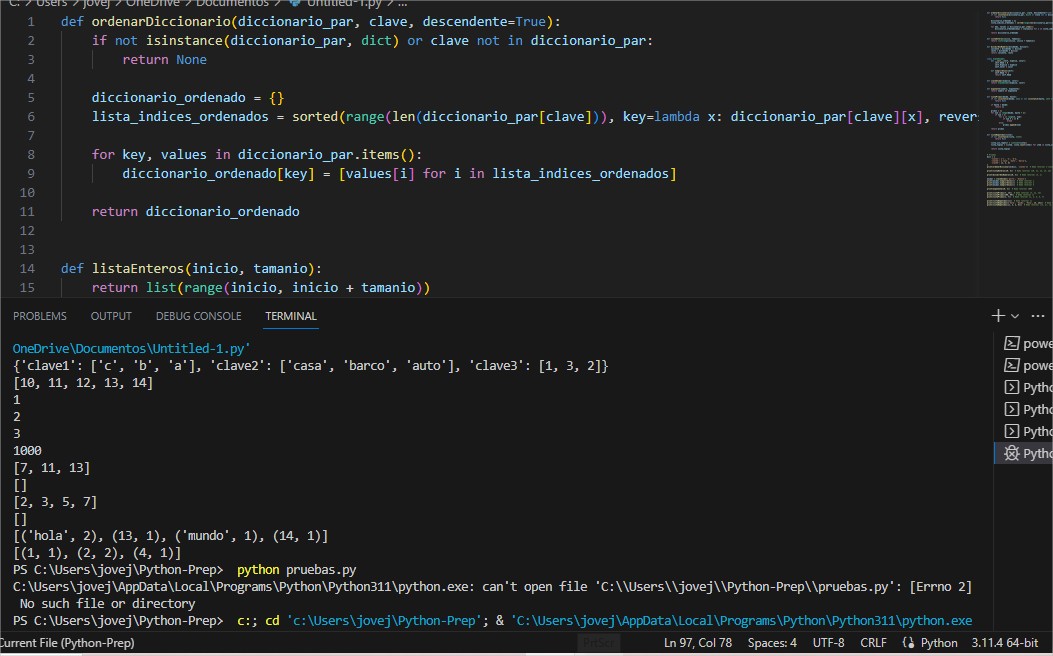 C: > Users > jovej > OneDrive > Documentos > Untitled-1.py > ...
1 def ordenarDiccionario(diccionario_par, clave, descendente=True):
2 if not isinstance(diccionario_par, dict) or clave not in diccionario_par:
3 return None
4
5 diccionario_ordenado = {}
6 lista_indices_ordenados = sorted(range(len(diccionario_par[clave])), key=lambda x: diccionario_par[clave][x], rever
7
8 for key, values in diccionario_par.items():
9 diccionario_ordenado[key] = [values[i] for i in lista_indices_ordenados]
10
11 return diccionario_ordenado
12
13
14 def listaEnteros(inicio, tamanio):
15 return list(range(inicio, inicio + tamanio))
PROBLEMS OUTPUT DEBUG CONSOLE TERMINAL
OneDrive\Documentos\Untitled-1.py'
{'clave1': ['c', 'b', 'a'], 'clave2': ['casa', 'barco', 'auto'], 'clave3': [1, 3, 2]}
[10, 11, 12, 13, 14]
1
2
3
1000
[7, 11, 13]
[]
[2, 3, 5, 7]
[]
[('hola', 2), (13, 1), ('mundo', 1), (14, 1)]
[(1, 1), (2, 2), (4, 1)]
PS C:\Users\jovej\Python-Prep> python pruebas.py
C:\Users\jovej\AppData\Local\Programs\Python\Python311\python.exe: can't open file 'C:\\Users\\jovej\\Python-Prep\\pruebas.py': [Errno 2]
No such file or directory
PS C:\Users\jovej\Python-Prep> c:; cd 'c:\Users\jovej\Python-Prep'; & 'C:\Users\jovej\AppData\Local\Programs\Python\Python311\python.exe
powe
powe
Pytho
Pytho
Pytho
Pytho
Current File (Python-Prep) Ln 97, Col 78 Spaces: 4 UTF-8 CRLF Python 3.11.4 64-bit